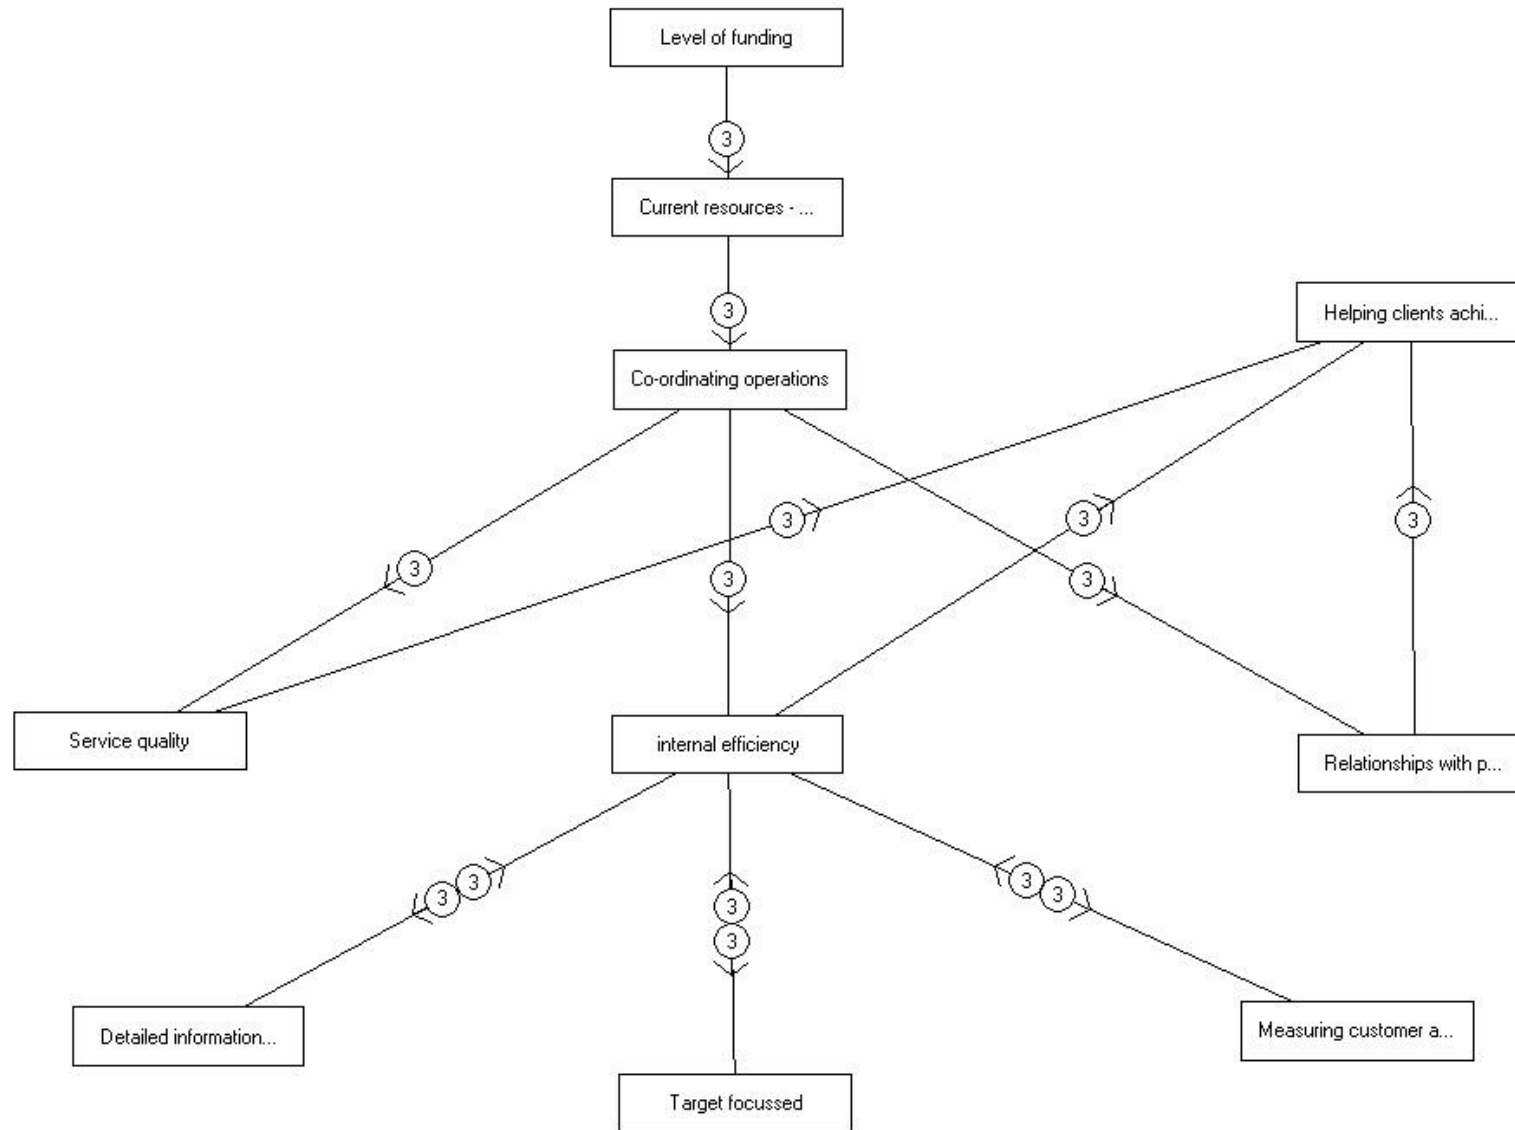 Level of funding
3
Current resources - ...
3
Helping clients achi...
Co-ordinating operations
3
3
3
3
3
3
Service quality
internal efficiency
Relationships with p...
3
3
3
3
3
3
Detailed information...
Measuring customer a...
Target focussed